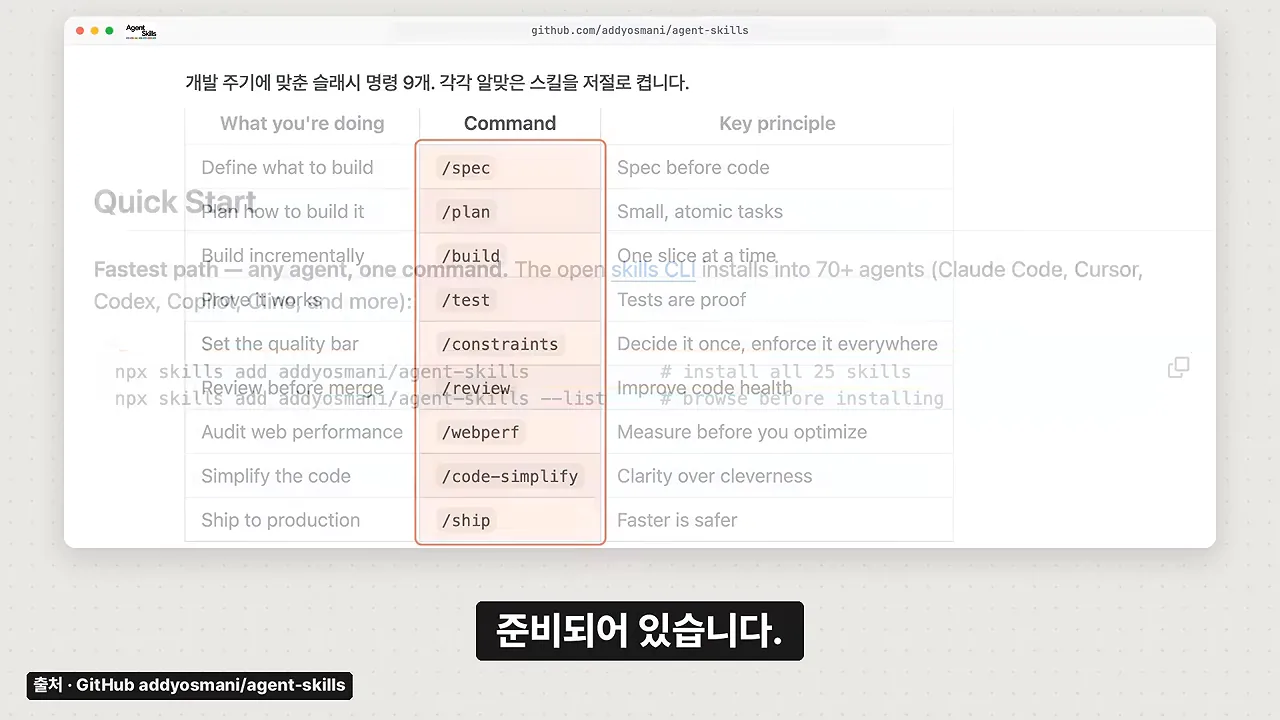 Agent Skills
github.com/addyosmani/agent-skills
개발 주기에 맞춘 슬래시 명령 9개. 각각 알맞은 스킬을 저절로 켭니다.
What you're doing Command Key principle
Define what to build /spec Spec before code
Quick Start
Plan how to build it /plan Small, atomic tasks
Build incrementally /build One slice at a time
Fastest path — any agent, one command. The open skills CLI installs into 70+ agents (Claude Code, Cursor,
Codex, Copilot, Cline, and more):
Prove it works /test Tests are proof
Set the quality bar /constraints Decide it once, enforce it everywhere
npx skills add addyosmani/agent-skills # install all 25 skills
Review before merge /review Improve code health
npx skills add addyosmani/agent-skills --list # browse before installing
Audit web performance /webperf Measure before you optimize
Simplify the code /code-simplify Clarity over cleverness
Ship to production /ship Faster is safer
준비되어 있습니다.
출처 · GitHub addyosmani/agent-skills